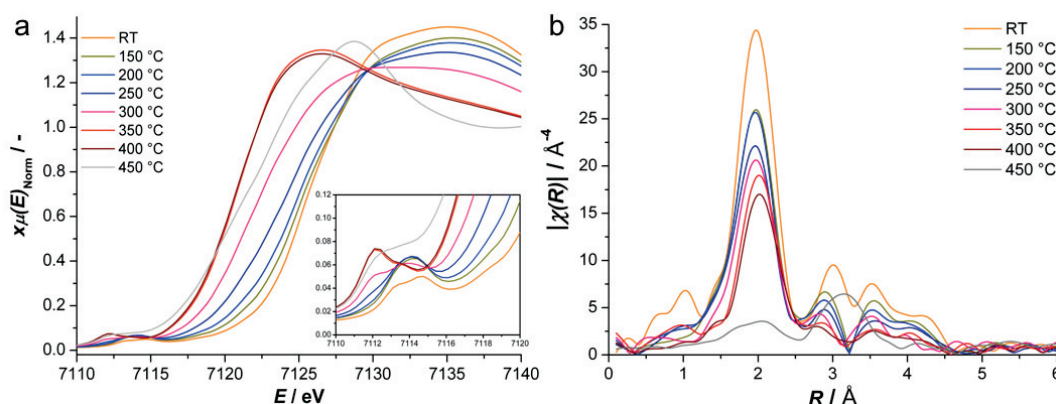 a
RT
150 °C
200 °C
250 °C
300 °C
350 °C
400 °C
450 °C
1.4
1.2
1.0
0.8
0.6
0.4
0.2
0.0
7110 7115 7120 7125 7130 7135 7140
E / eV
xμ(E)Norm / -
0.12
0.10
0.08
0.06
0.04
0.02
0.00
7110 7112 7114 7116 7118 7120
b
RT
150 °C
200 °C
250 °C
300 °C
350 °C
400 °C
450 °C
35
30
25
20
15
10
5
0
0 1 2 3 4 5 6
R / Å
|χ(R)| / Å-4